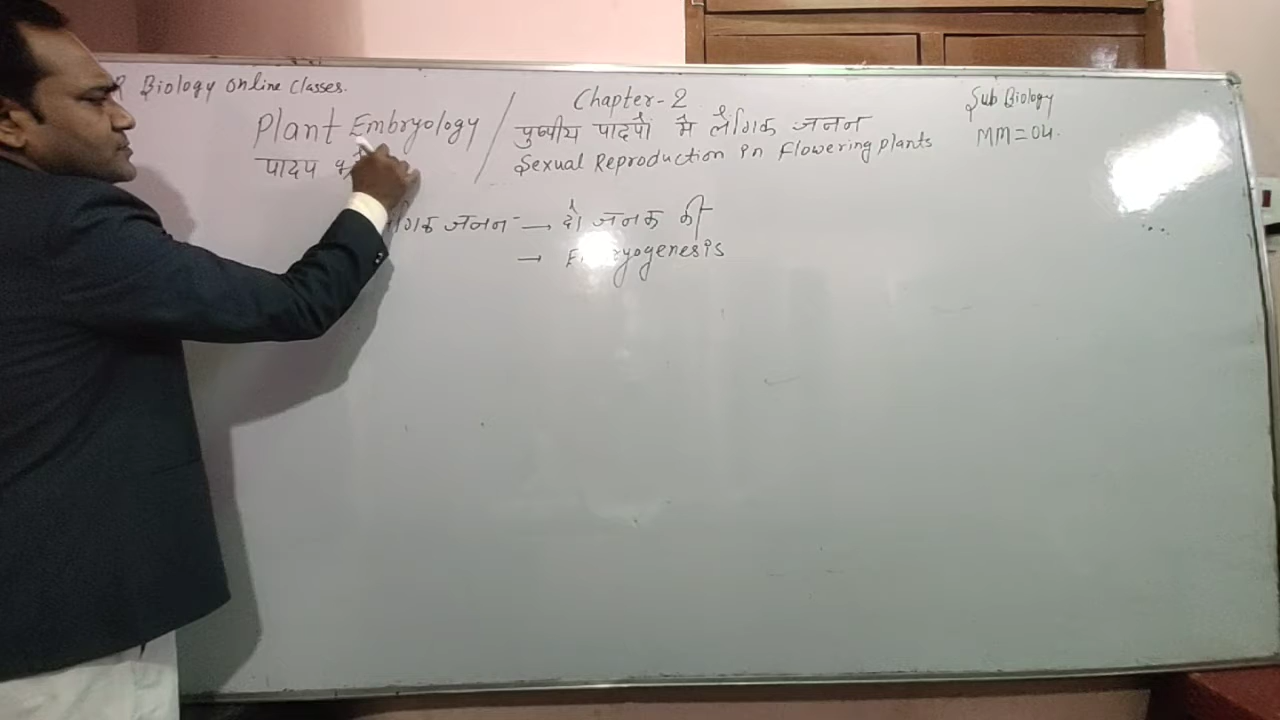 R Biology Online Classes.
Plant Embryology /
पादप
Chapter-2
पुष्पीय पादपों में लैंगिक जनन
Sexual Reproduction in Flowering plants
Sub Biology
MM=04.
जनन → दो जनक की
→ Embryogenesis